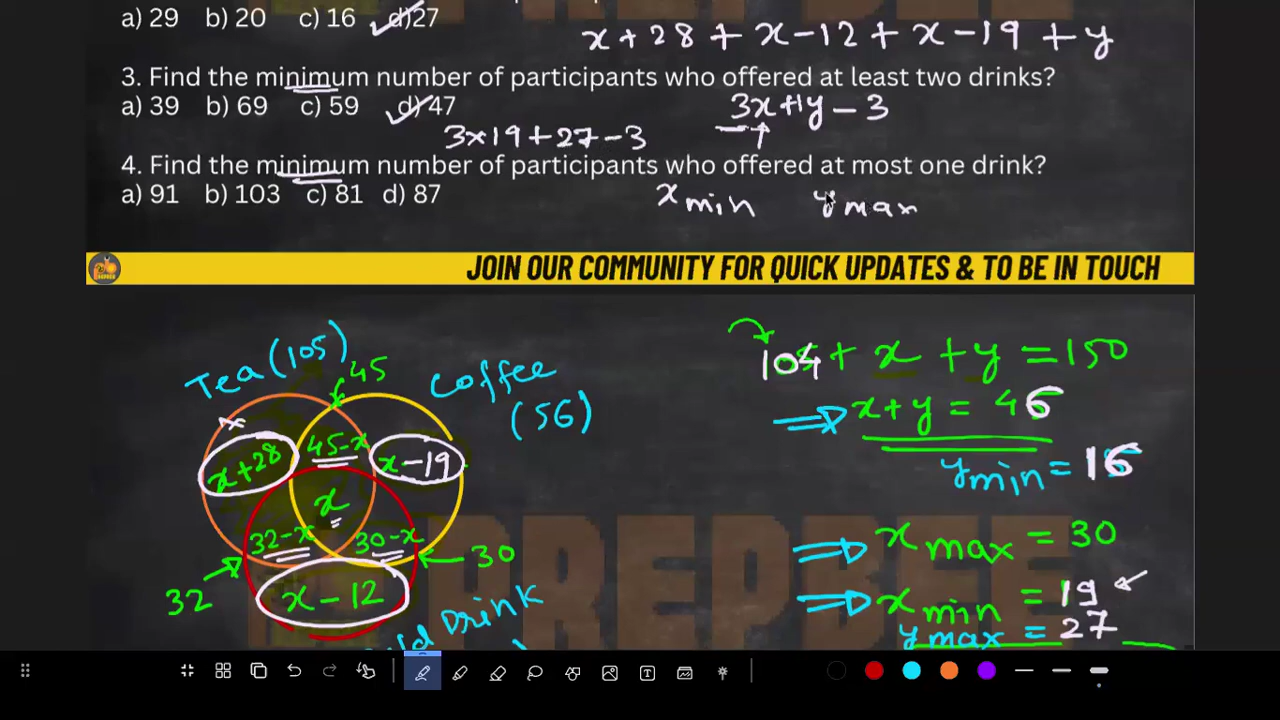 a) 29 b) 20 c) 16 d) 27
x + 28 + x - 12 + x - 19 + y
3. Find the minimum number of participants who offered at least two drinks?
a) 39 b) 69 c) 59 d) 47
3x + 1y - 3
3x19 + 27 - 3
4. Find the minimum number of participants who offered at most one drink?
a) 91 b) 103 c) 81 d) 87
x min y max
JOIN OUR COMMUNITY FOR QUICK UPDATES & TO BE IN TOUCH
Tea (105)
45
Coffee
(56)
x+28
45-x
x-19
x
32-x
30-x
30
32
x - 12
Drink
104 + x + y = 150
x + y = 46
y min = 16
x max = 30
x min = 19
y max = 27
PREPBEE